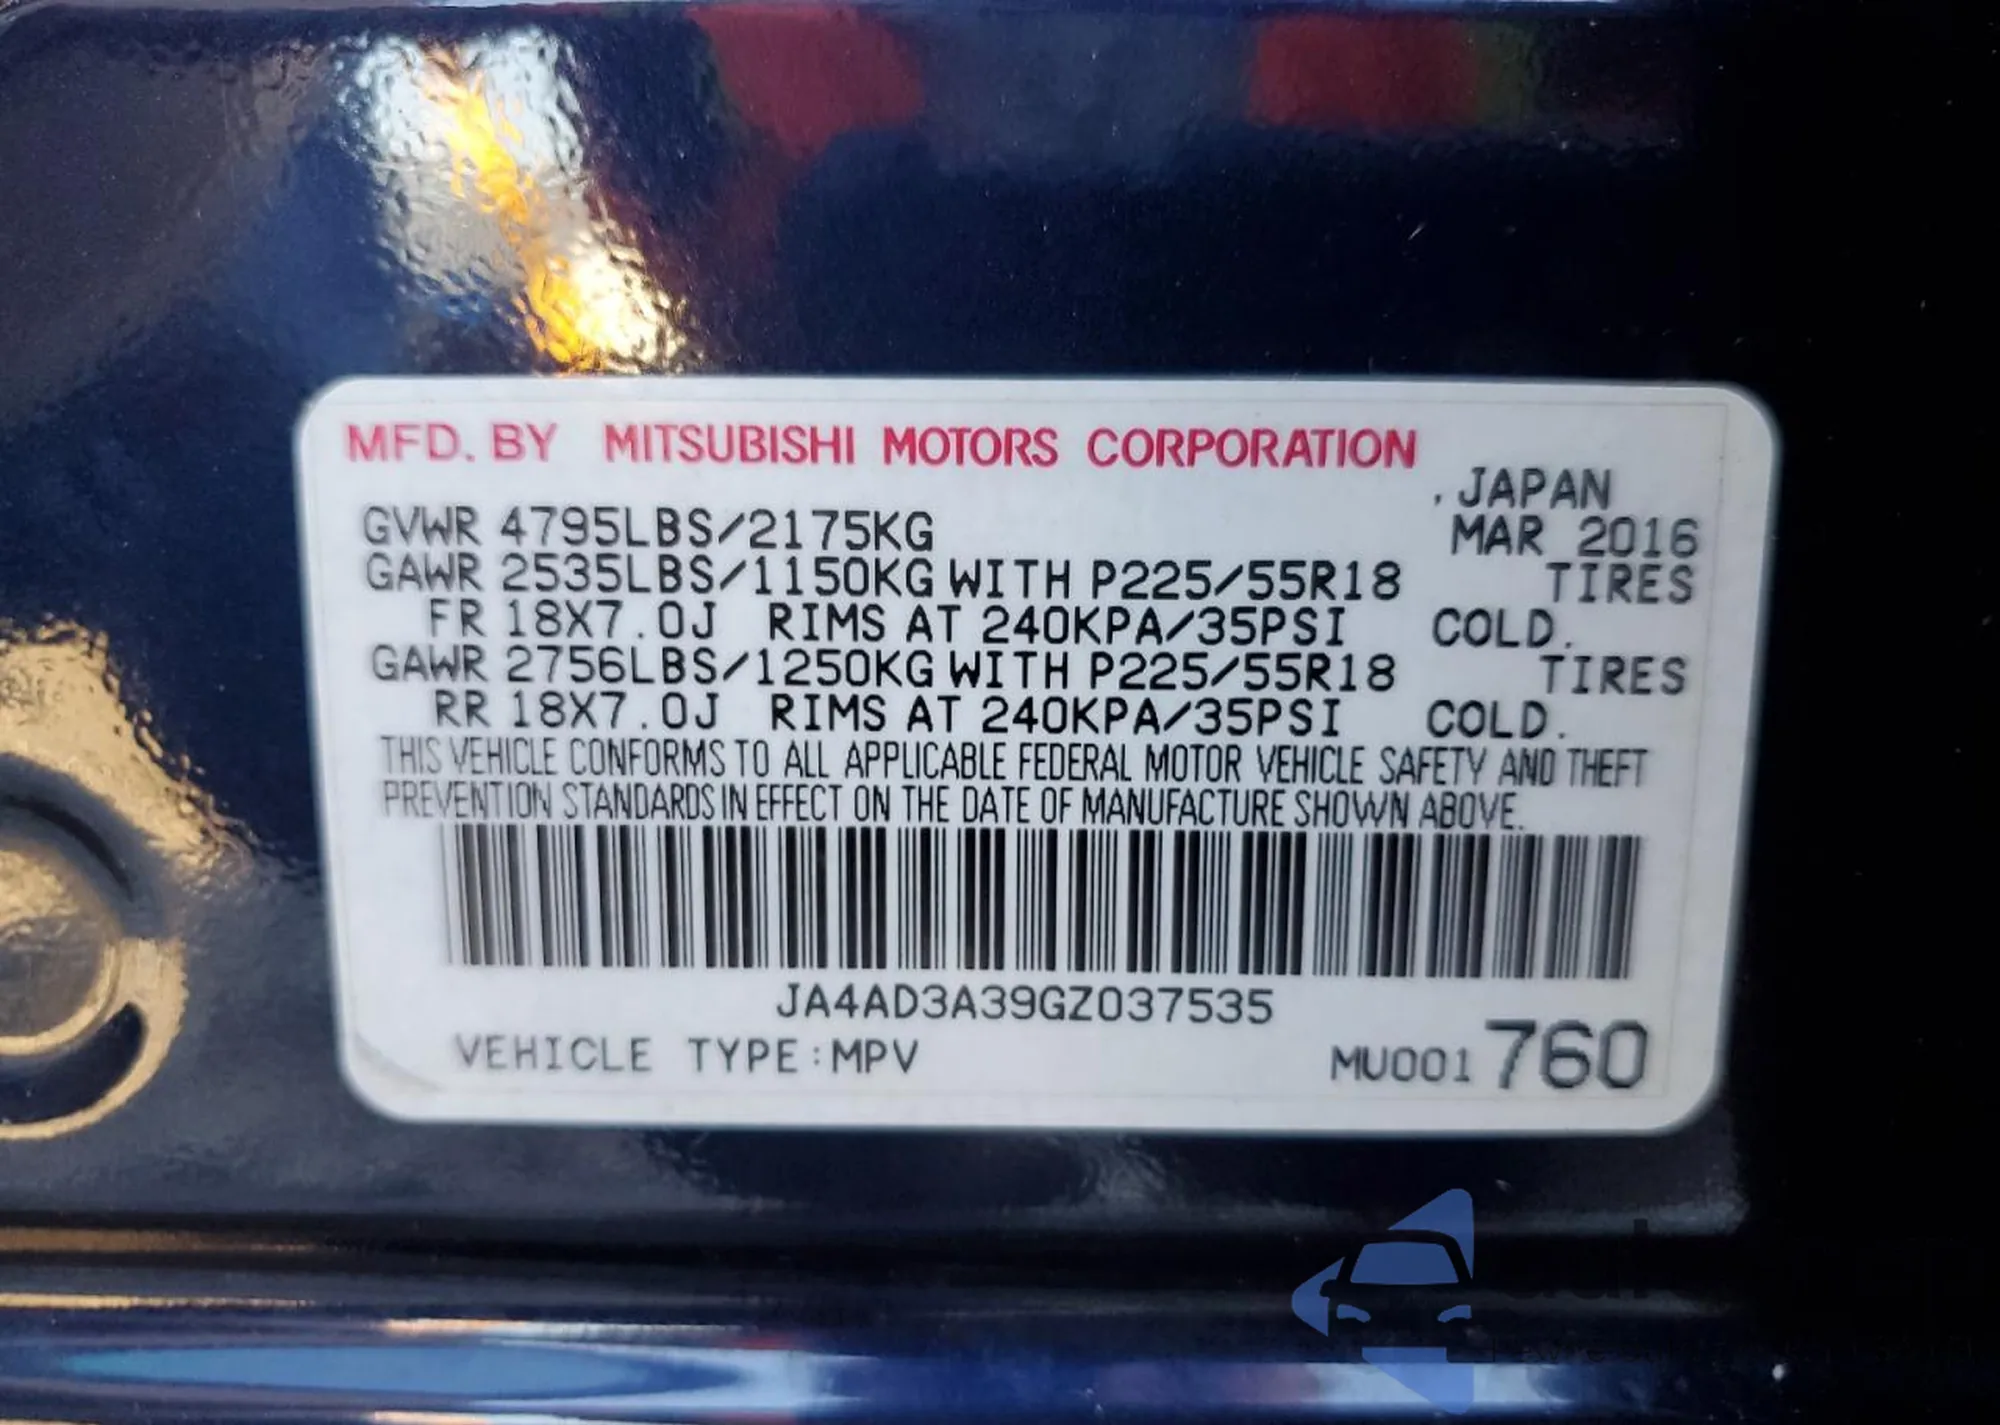 MFD. BY MITSUBISHI MOTORS CORPORATION
. JAPAN
GVWR 4795LBS/2175KG MAR 2016
GAWR 2535LBS/1150KG WITH P225/55R18 TIRES
FR 18X7.0J RIMS AT 240KPA/35PSI COLD.
GAWR 2756LBS/1250KG WITH P225/55R18 TIRES
RR 18X7.0J RIMS AT 240KPA/35PSI COLD.
THIS VEHICLE CONFORMS TO ALL APPLICABLE FEDERAL MOTOR VEHICLE SAFETY AND THEFT
PREVENTION STANDARDS IN EFFECT ON THE DATE OF MANUFACTURE SHOWN ABOVE.
JA4AD3A39GZ037535
VEHICLE TYPE:MPV MU001 760